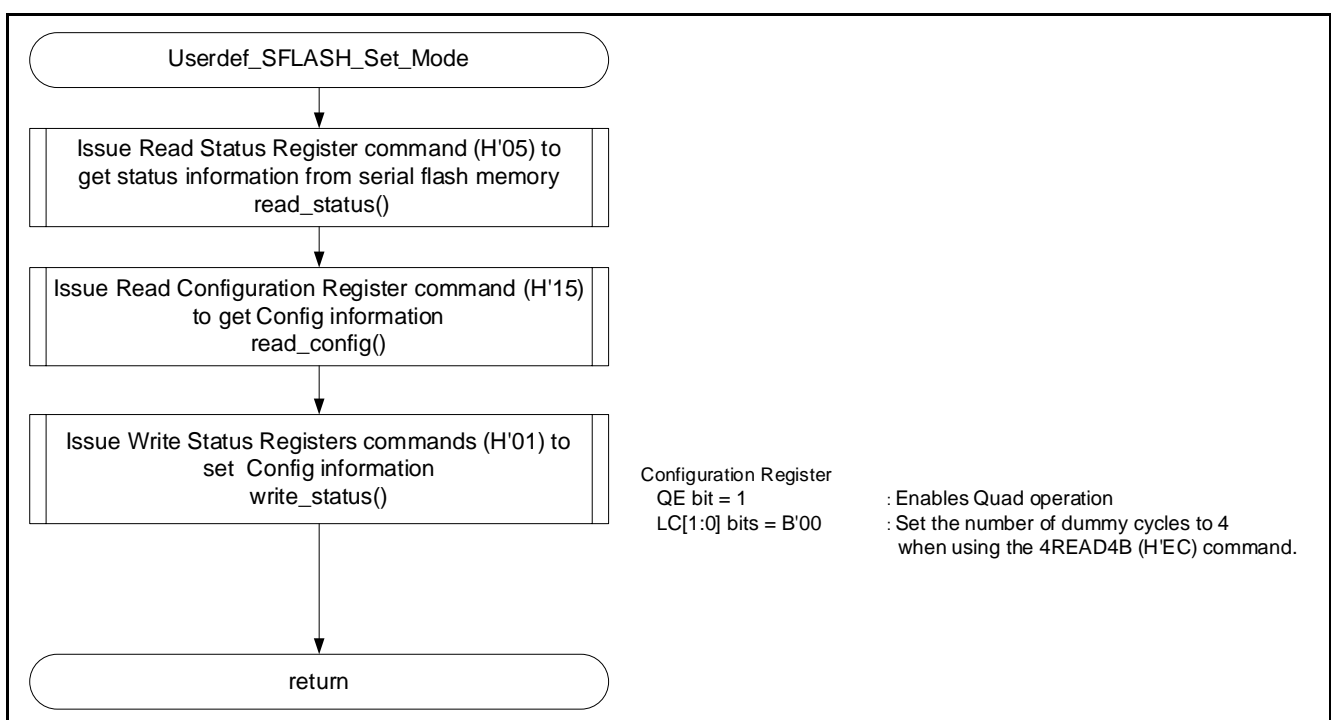 Userdef_SFLASH_Set_Mode
Issue Read Status Register command (H'05) to
get status information from serial flash memory
read_status()
Issue Read Configuration Register command (H'15)
to get Config information
read_config()
Issue Write Status Registers commands (H'01) to
set Config information
write_status()
Configuration Register
QE bit = 1 : Enables Quad operation
LC[1:0] bits = B'00 : Set the number of dummy cycles to 4
when using the 4READ4B (H'EC) command.
return